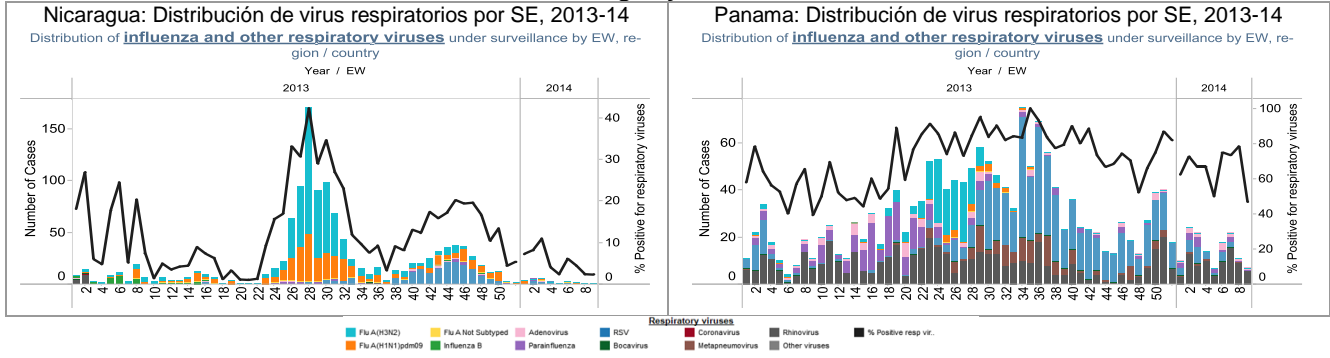 Nicaragua: Distribución de virus respiratorios por SE, 2013-14
Distribution of influenza and other respiratory viruses under surveillance by EW, re-
gion / country
Year / EW
2013
2014
Number of Cases
150
100
50
0
% Positive for respiratory viruses
40
30
20
10
0
2 4 6 8 10 12 14 16 18 20 22 24 26 28 30 32 34 36 38 40 42 44 46 48 50 2 4 6 8
Panama: Distribución de virus respiratorios por SE, 2013-14
Distribution of influenza and other respiratory viruses under surveillance by EW, re-
gion / country
Year / EW
2013
2014
Number of Cases
60
40
20
0
% Positive for respiratory viruses
100
80
60
40
20
0
2 4 6 8 10 12 14 16 18 20 22 24 26 28 30 32 34 36 38 40 42 44 46 48 50 2 4 6 8
Respiratory viruses
Flu A(H3N2) Flu A Not Subtyped Adenovirus RSV Coronavirus Rhinovirus % Positive resp vir..
Flu A(H1N1)pdm09 Influenza B Parainfluenza Bocavirus Metapneumovirus Other viruses